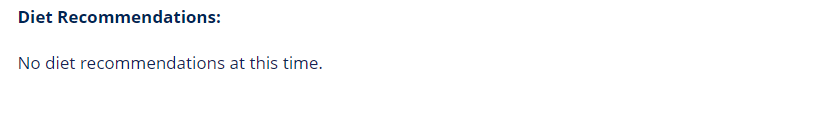 Diet Recommendations:
No diet recommendations at this time.